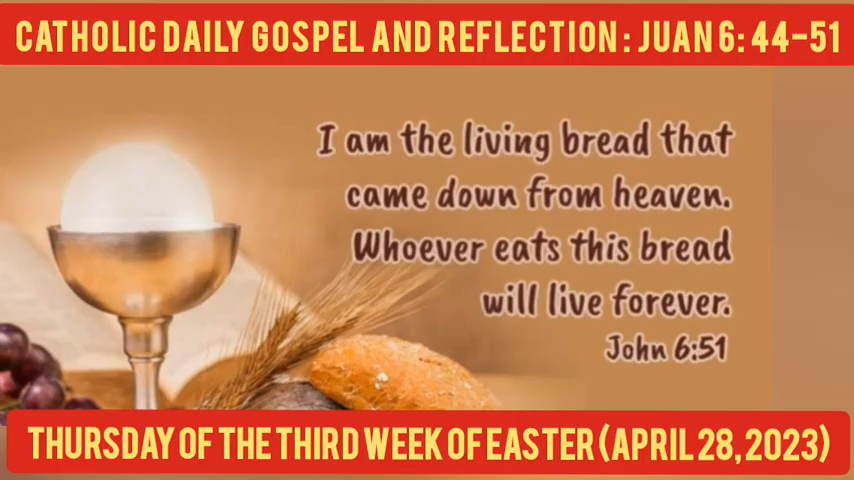 CATHOLIC DAILY GOSPEL AND REFLECTION : JUAN 6: 44-51
I am the living bread that
came down from heaven.
Whoever eats this bread
will live forever.
John 6:51
THURSDAY OF THE THIRD WEEK OF EASTER (APRIL 28, 2023)